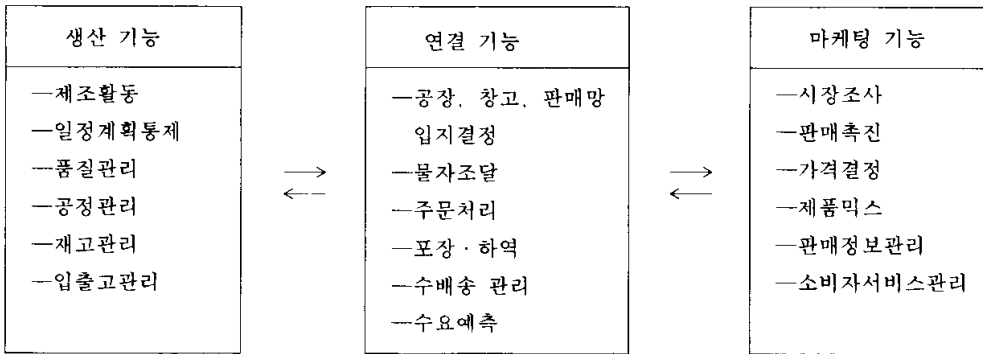 생산 기능
—제조활동
—일정계획통제
—품질관리
—공정관리
—재고관리
—입출고관리
연결 기능
—공장, 창고, 판매망
입지결정
—물자조달
—주문처리
—포장 · 하역
—수배송 관리
—수요예측
마케팅 기능
—시장조사
—판매촉진
—가격결정
—제품믹스
—판매정보관리
—소비자서비스관리